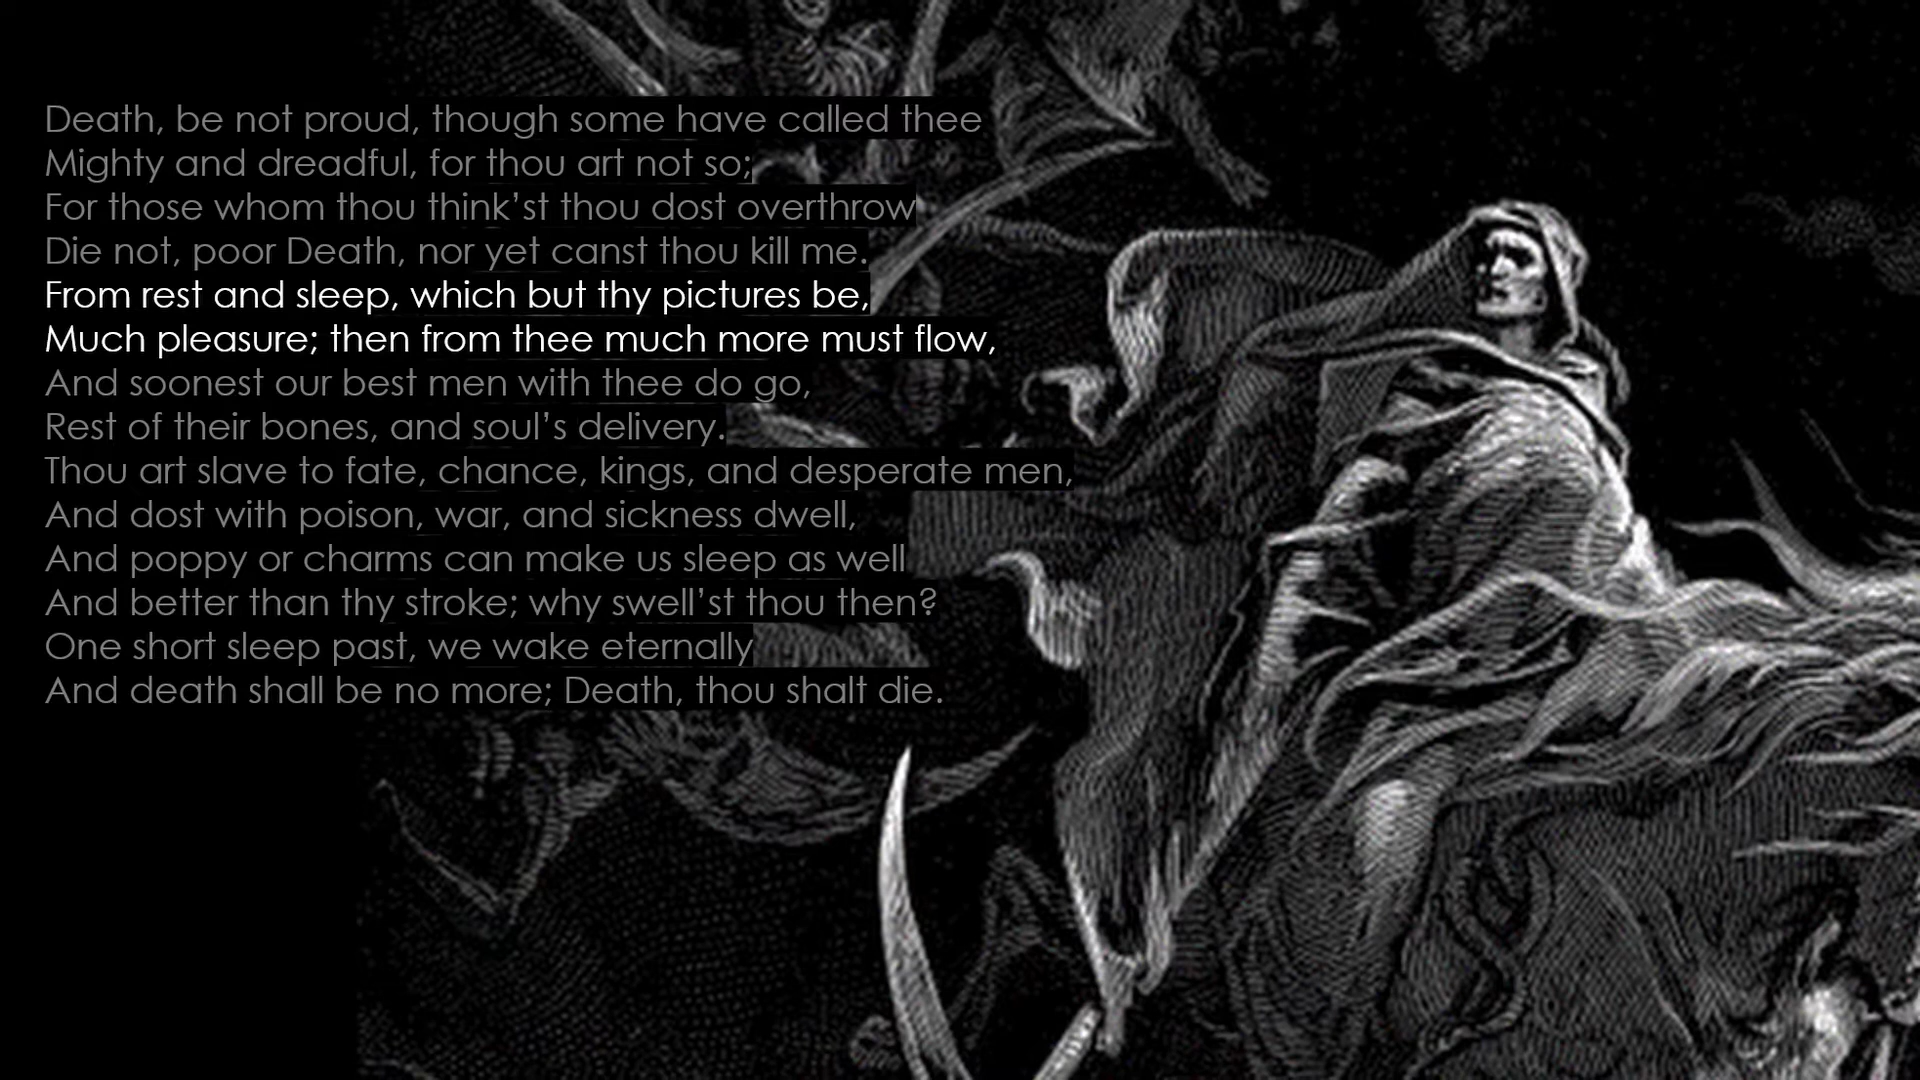 Death, be not proud, though some have called thee
Mighty and dreadful, for thou art not so;
For those whom thou think’st thou dost overthrow
Die not, poor Death, nor yet canst thou kill me.
From rest and sleep, which but thy pictures be,
Much pleasure; then from thee much more must flow,
And soonest our best men with thee do go,
Rest of their bones, and soul’s delivery.
Thou art slave to fate, chance, kings, and desperate men,
And dost with poison, war, and sickness dwell,
And poppy or charms can make us sleep as well
And better than thy stroke; why swell’st thou then?
One short sleep past, we wake eternally
And death shall be no more; Death, thou shalt die.